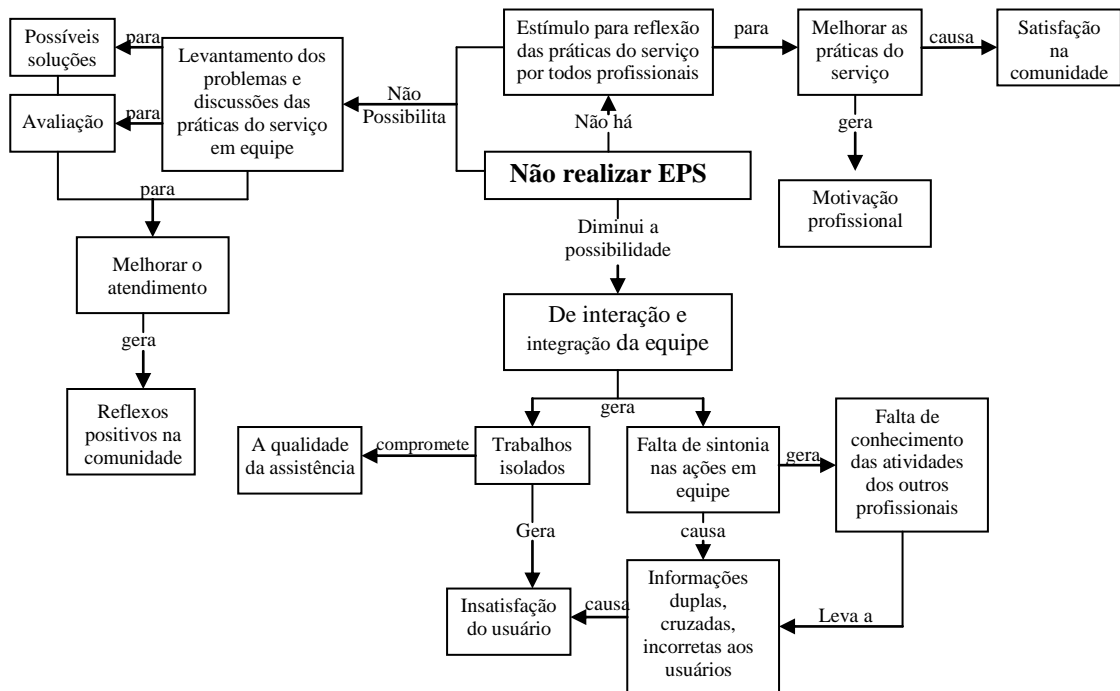 Possíveis
soluções
para
Levantamento dos
problemas e
discussões das
práticas do serviço
em equipe
Avaliação
para
Não
Possibilita
Estímulo para reflexão
das práticas do serviço
por todos profissionais
para
Melhorar as
práticas do
serviço
causa
Satisfação
na
comunidade
Não há
gera
Não realizar EPS
Motivação
profissional
para
Diminui a
possibilidade
Melhorar o
atendimento
De interação e
integração da equipe
gera
Reflexos
positivos na
comunidade
gera
A qualidade
da assistência
compromete
Trabalhos
isolados
Falta de sintonia
nas ações em
equipe
gera
Falta de
conhecimento
das atividades
dos outros
profissionais
Gera
causa
Insatisfação
do usuário
causa
Informações
duplas,
cruzadas,
incorretas aos
usuários
Leva a